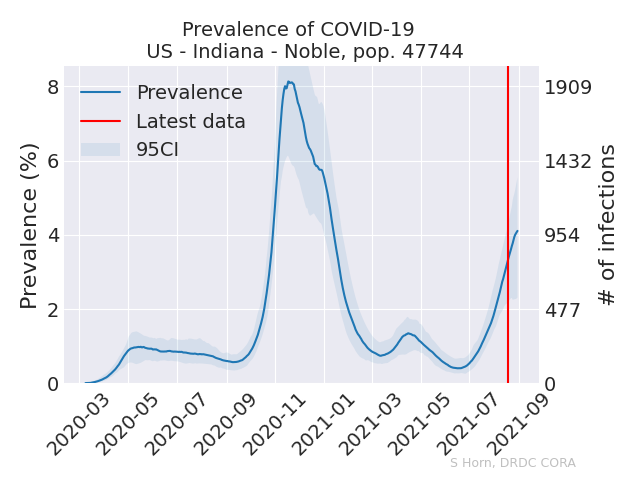 Prevalence of COVID-19
US - Indiana - Noble, pop. 47744
Prevalence
Latest data
95CI
Prevalence (%)
8
6
4
2
0
1909
1432
954
477
0
# of infections
2020-03
2020-05
2020-07
2020-09
2020-11
2021-01
2021-03
2021-05
2021-07
2021-09
S Horn, DRDC CORA